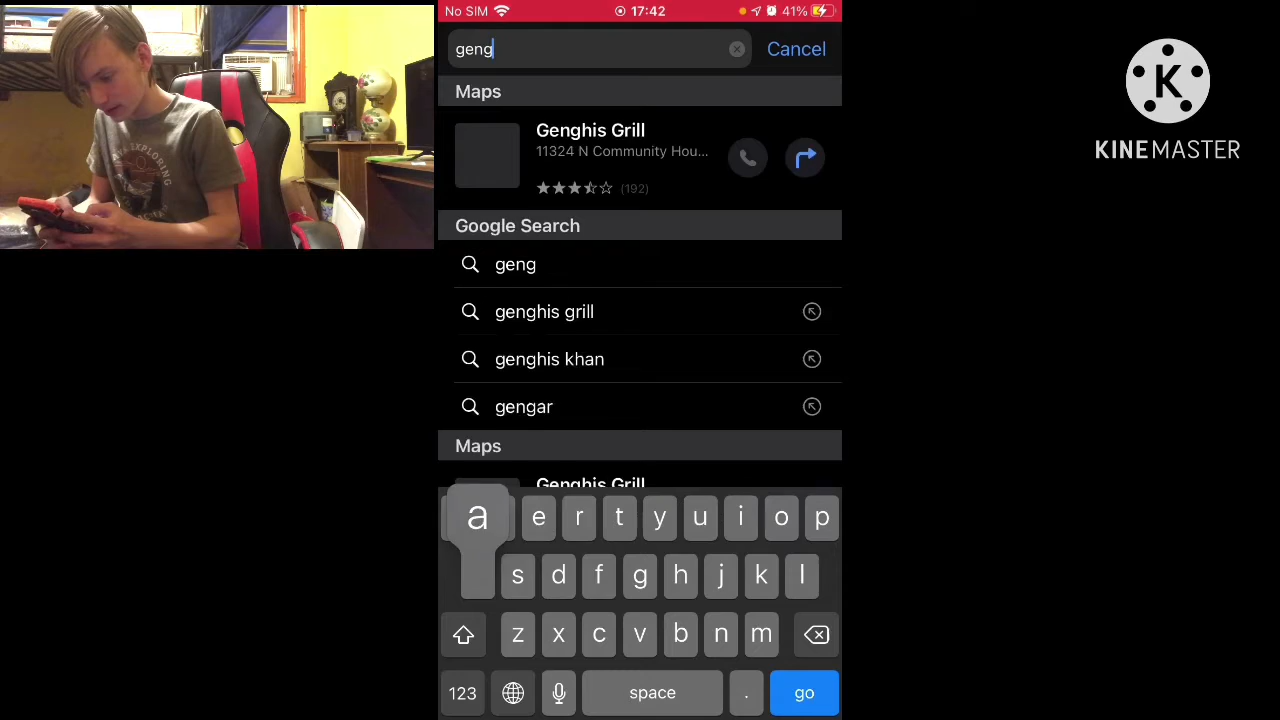 No SIM 17:42 41%
geng Cancel
Maps
Genghis Grill
11324 N Community Hou...
(192)
Google Search
geng
genghis grill
genghis khan
gengar
Maps
Genghis Grill
a e r t y u i o p
s d f g h j k l
z x c v b n m
123 space . go
K
KINEMASTER
EXPLORING